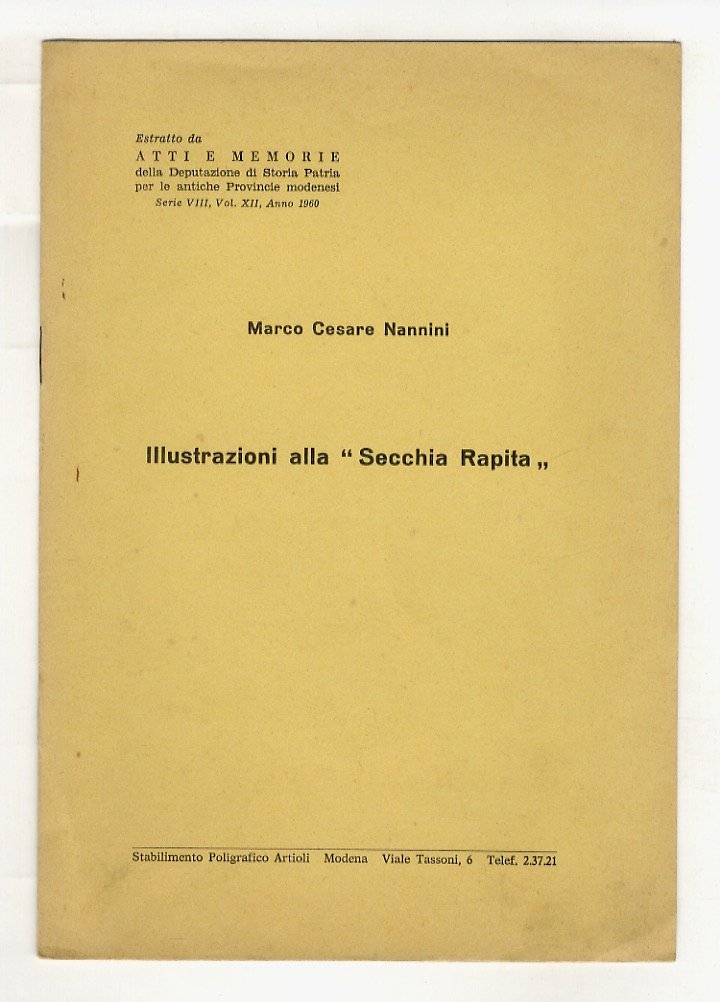 Estratto da
ATTI E MEMORIE
della Deputazione di Storia Patria
per le antiche Provincie modenesi
Serie VIII, Vol. XII, Anno 1960
Marco Cesare Nannini
Illustrazioni alla “ Secchia Rapita „
Stabilimento Poligrafico Artioli Modena Viale Tassoni, 6 Telef. 2.37.21